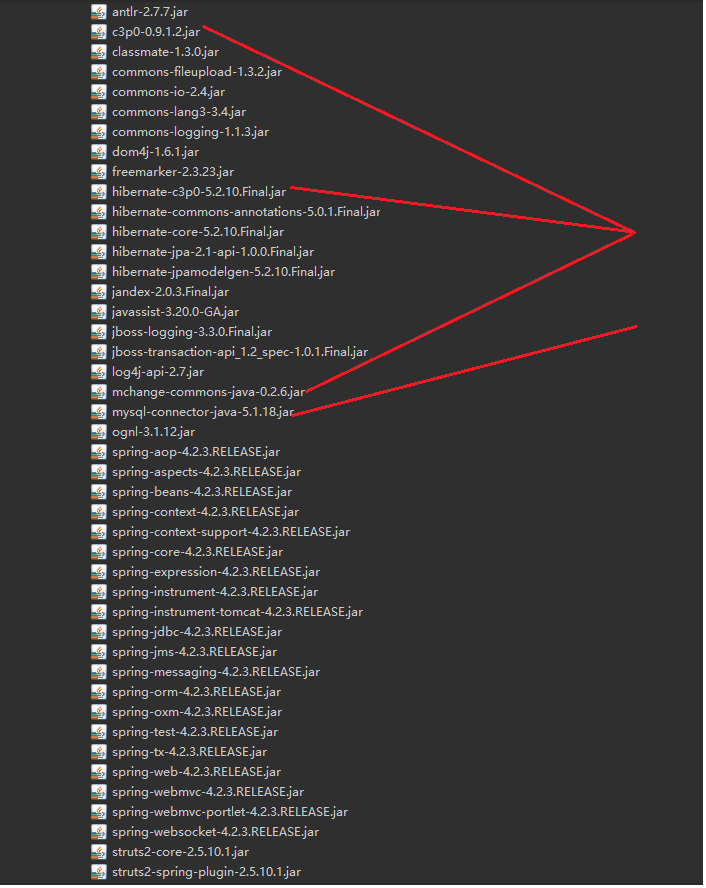 antlr-2.7.7.jar
c3p0-0.9.1.2.jar
classmate-1.3.0.jar
commons-fileupload-1.3.2.jar
commons-io-2.4.jar
commons-lang3-3.4.jar
commons-logging-1.1.3.jar
dom4j-1.6.1.jar
freemarker-2.3.23.jar
hibernate-c3p0-5.2.10.Final.jar
hibernate-commons-annotations-5.0.1.Final.jar
hibernate-core-5.2.10.Final.jar
hibernate-jpa-2.1-api-1.0.0.Final.jar
hibernate-jpamodelgen-5.2.10.Final.jar
jandex-2.0.3.Final.jar
javassist-3.20.0-GA.jar
jboss-logging-3.3.0.Final.jar
jboss-transaction-api_1.2_spec-1.0.1.Final.jar
log4j-api-2.7.jar
mchange-commons-java-0.2.6.jar
mysql-connector-java-5.1.18.jar
ognl-3.1.12.jar
spring-aop-4.2.3.RELEASE.jar
spring-aspects-4.2.3.RELEASE.jar
spring-beans-4.2.3.RELEASE.jar
spring-context-4.2.3.RELEASE.jar
spring-context-support-4.2.3.RELEASE.jar
spring-core-4.2.3.RELEASE.jar
spring-expression-4.2.3.RELEASE.jar
spring-instrument-4.2.3.RELEASE.jar
spring-instrument-tomcat-4.2.3.RELEASE.jar
spring-jdbc-4.2.3.RELEASE.jar
spring-jms-4.2.3.RELEASE.jar
spring-messaging-4.2.3.RELEASE.jar
spring-orm-4.2.3.RELEASE.jar
spring-oxm-4.2.3.RELEASE.jar
spring-test-4.2.3.RELEASE.jar
spring-tx-4.2.3.RELEASE.jar
spring-web-4.2.3.RELEASE.jar
spring-webmvc-4.2.3.RELEASE.jar
spring-webmvc-portlet-4.2.3.RELEASE.jar
spring-websocket-4.2.3.RELEASE.jar
struts2-core-2.5.10.1.jar
struts2-spring-plugin-2.5.10.1.jar